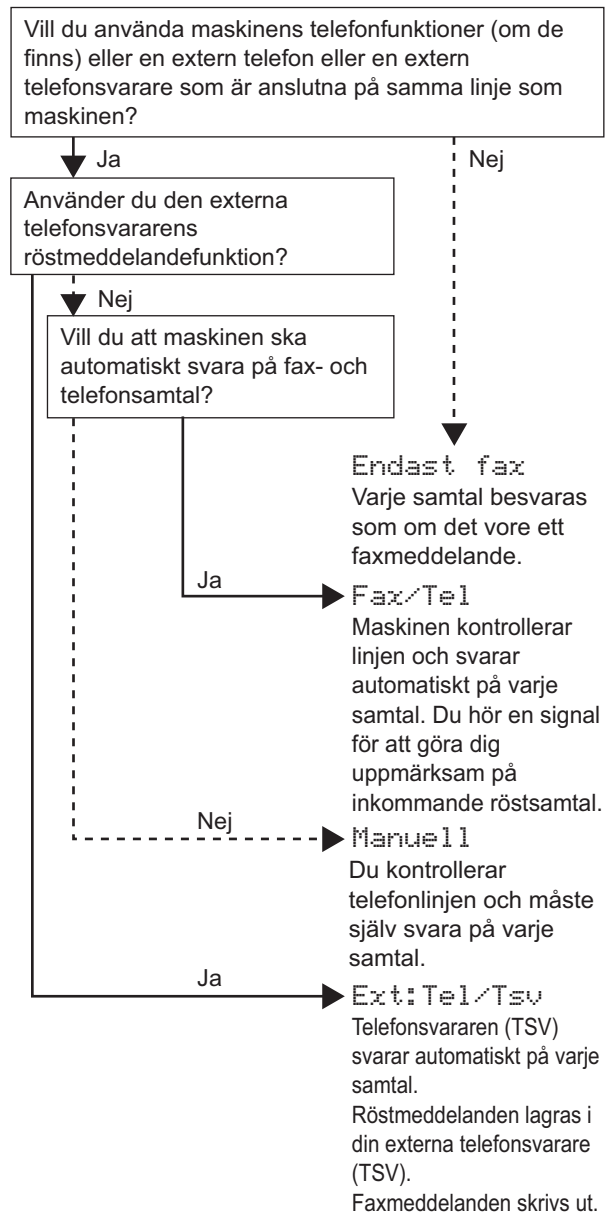 Vill du använda maskinens telefonfunktioner (om de
finns) eller en extern telefon eller en extern
telefonsvarare som är anslutna på samma linje som
maskinen?
Ja
Nej
Använder du den externa
telefonsvararens
röstmeddelandefunktion?
Nej
Vill du att maskinen ska
automatiskt svara på fax- och
telefonsamtal?
Endast fax
Varje samtal besvaras
som om det vore ett
faxmeddelande.
Ja
Fax/Tel
Maskinen kontrollerar
linjen och svarar
automatiskt på varje
samtal. Du hör en signal
för att göra dig
uppmärksam på
inkommande röstsamtal.
Nej
Manuell
Du kontrollerar
telefonlinjen och måste
själv svara på varje
samtal.
Ja
Ext:Tel/Tsv
Telefonsvararen (TSV)
svarar automatiskt på varje
samtal.
Röstmeddelanden lagras i
din externa telefonsvarare
(TSV).
Faxmeddelanden skrivs ut.